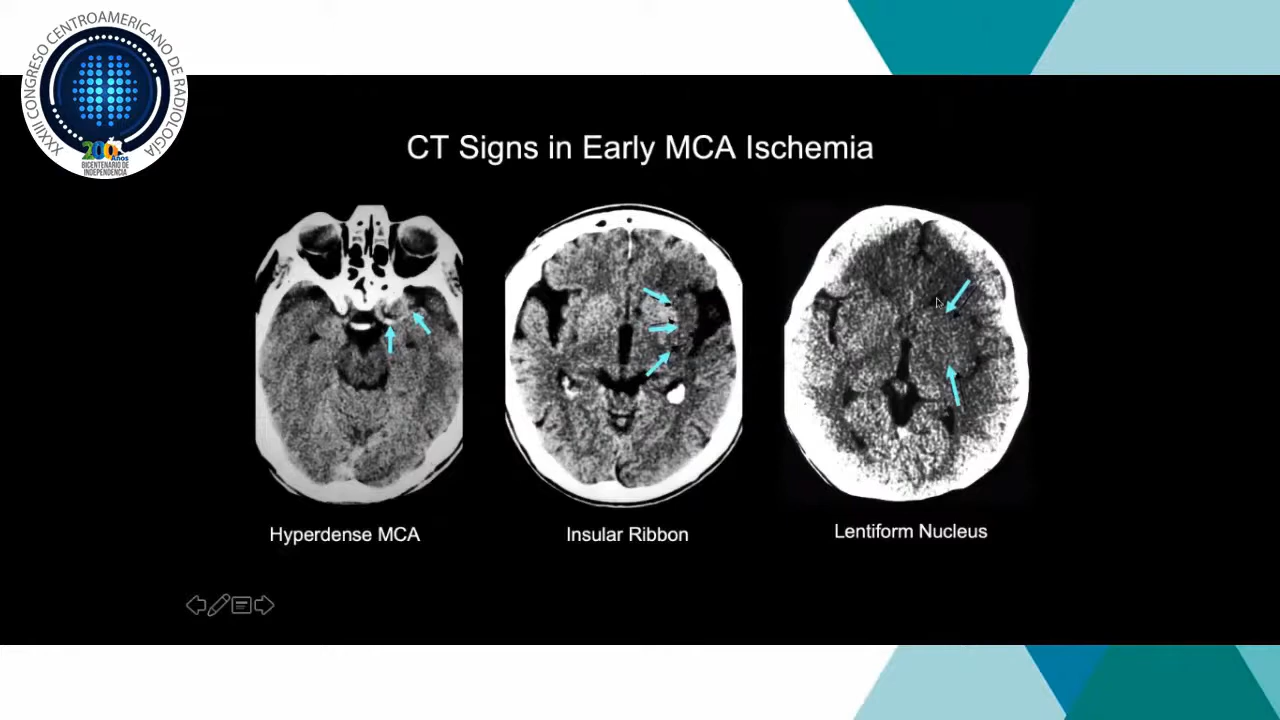 XXXIII CONGRESO CENTROAMERICANO DE RADIOLOGÍA
200
Años
BICENTENARIO DE
INDEPENDENCIA
CT Signs in Early MCA Ischemia
Hyperdense MCA
Insular Ribbon
Lentiform Nucleus